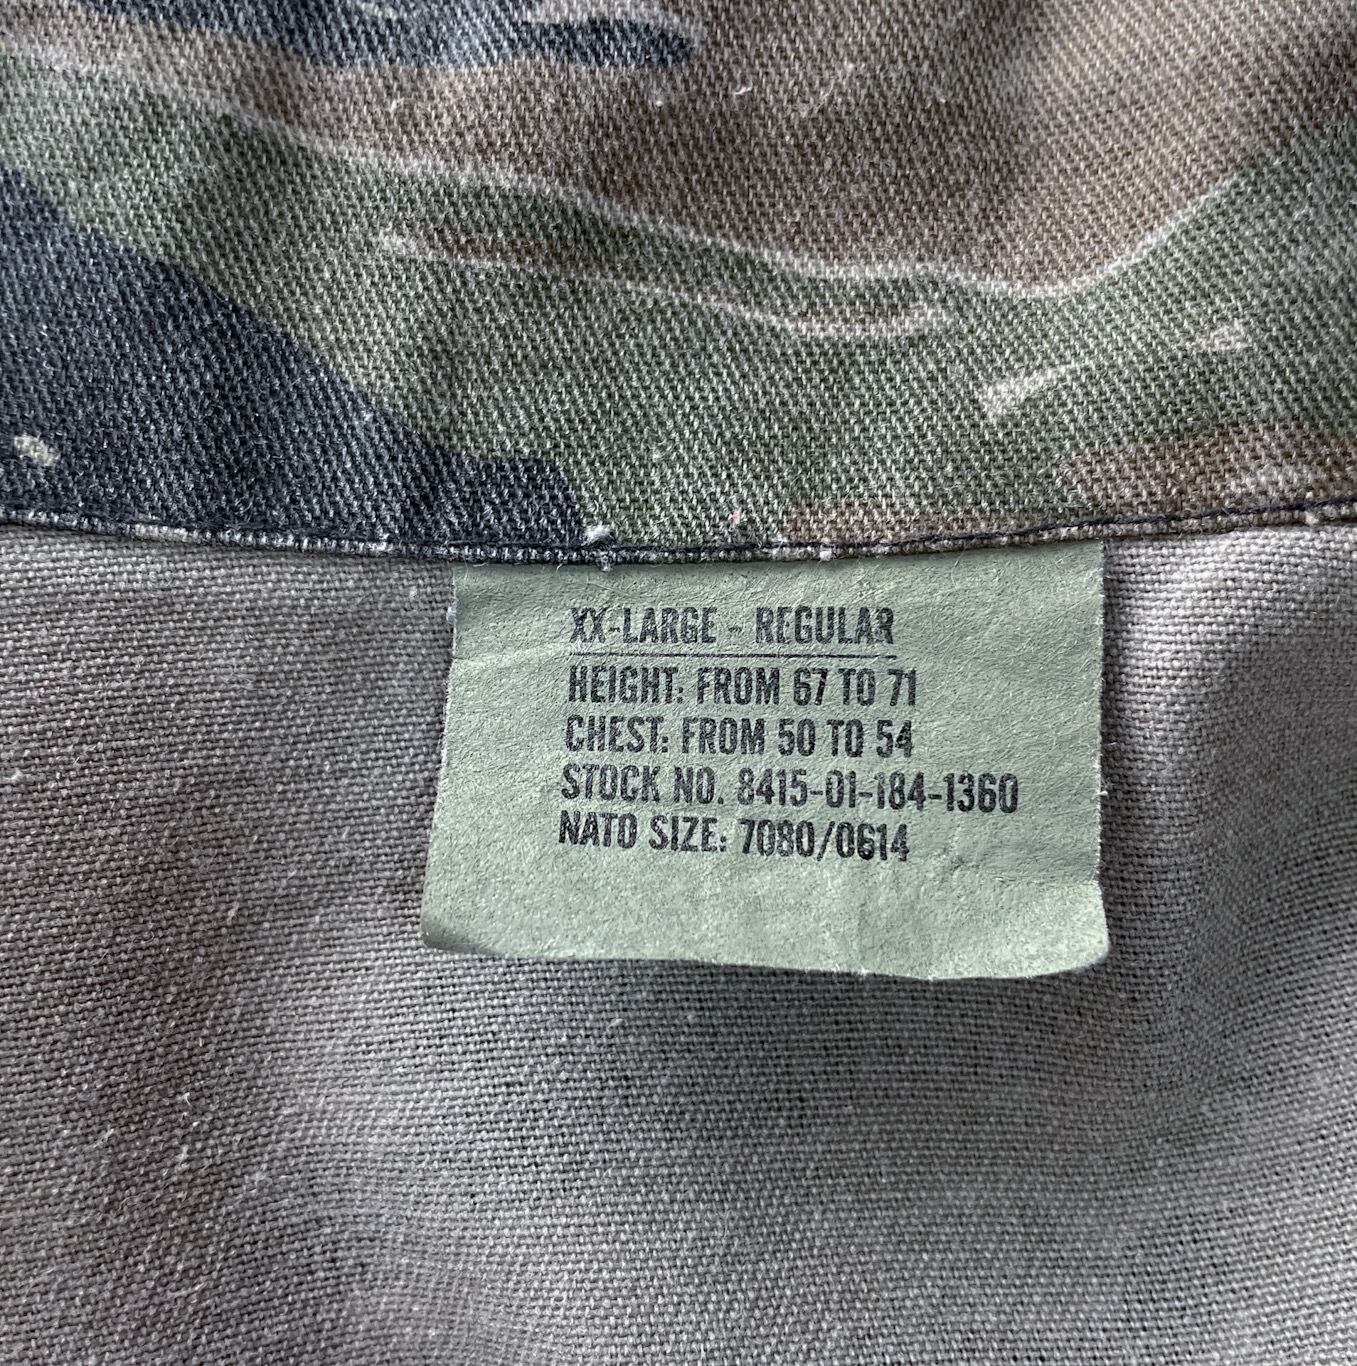 XX-LARGE - REGULAR
HEIGHT: FROM 67 TO 71
CHEST: FROM 50 TO 54
STOCK NO. 8415-01-184-1360
NATO SIZE: 7080/0614